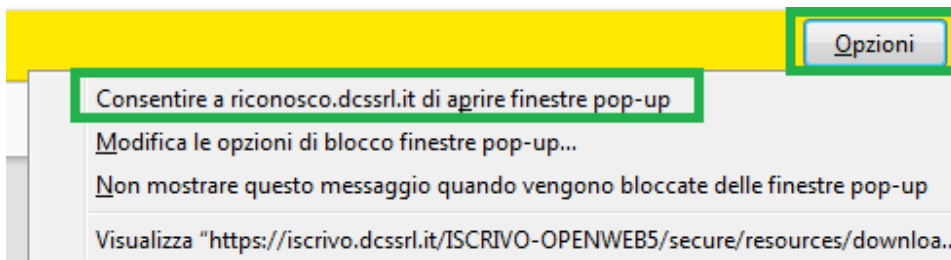 Opzioni
Consentire a riconosco.dcssrl.it di aprire finestre pop-up
Modifica le opzioni di blocco finestre pop-up...
Non mostrare questo messaggio quando vengono bloccate delle finestre pop-up
Visualizza “https://iscrivo.dcssrl.it/ISCRIVO-OPENWEB5/secure/resources/downloa...